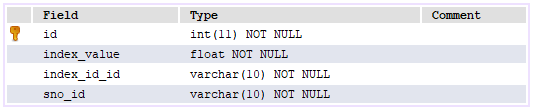 Field Type Comment
id int(11) NOT NULL
index_value float NOT NULL
index_id_id varchar(10) NOT NULL
sno_id varchar(10) NOT NULL